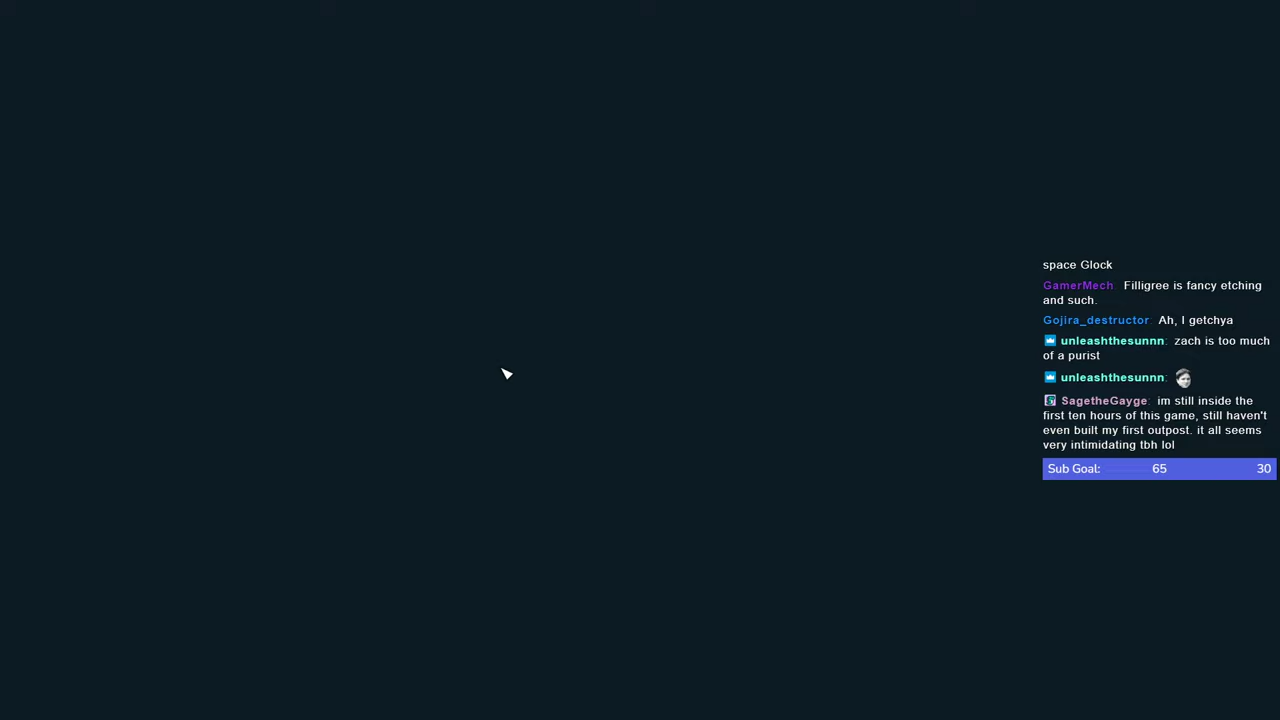 space Glock
GamerMech: Filligree is fancy etching
and such.
Gojira_destructor: Ah, I getchya
unleashthesunnn: zach is too much
of a purist
unleashthesunnn:
SagetheGayge: im still inside the
first ten hours of this game, still haven't
even built my first outpost. it all seems
very intimidating tbh lol
Sub Goal: 65 30